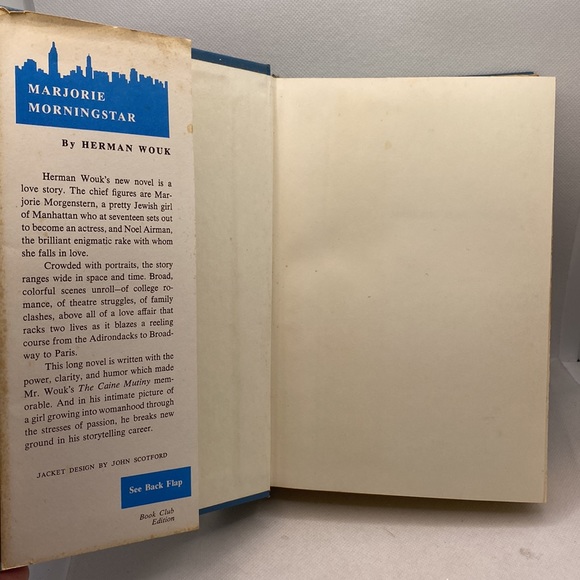 MARJORIE
MORNINGSTAR
By HERMAN WOUK
Herman Wouk's new novel is a
love story. The chief figures are Mar-
jorie Morgenstern, a pretty Jewish girl
of Manhattan who at seventeen sets out
to become an actress, and Noel Airman,
the brilliant enigmatic rake with whom
she falls in love.
Crowded with portraits, the story
ranges wide in space and time. Broad,
colorful scenes unroll—of college ro-
mance, of theatre struggles, of family
clashes, above all of a love affair that
racks two lives as it blazes a reeling
course from the Adirondacks to Broad-
way to Paris.
This long novel is written with the
power, clarity, and humor which made
Mr. Wouk's The Caine Mutiny mem-
orable. And in his intimate picture of
a girl growing into womanhood through
the stresses of passion, he breaks new
ground in his storytelling career.
JACKET DESIGN BY JOHN SCOTFORD
See Back Flap
Book Club
Edition